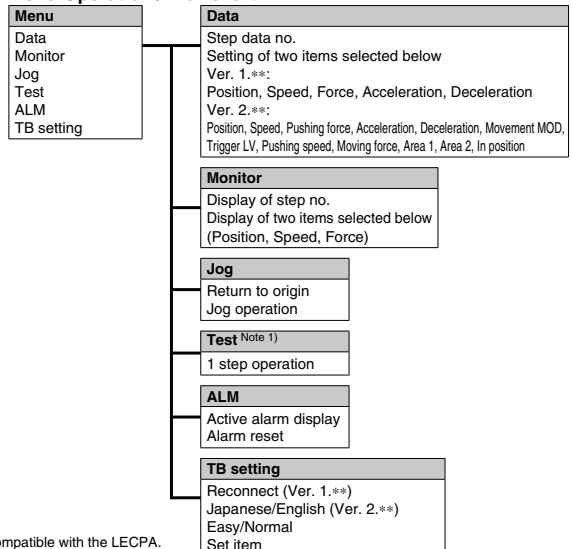 Menu
Data
Monitor
Jog
Test
ALM
TB setting
Data
Step data no.
Setting of two items selected below
Ver. 1.**:
Position, Speed, Force, Acceleration, Deceleration
Ver. 2.**:
Position, Speed, Pushing force, Acceleration, Deceleration, Movement MOD,
Trigger LV, Pushing speed, Moving force, Area 1, Area 2, In position
Monitor
Display of step no.
Display of two items selected below
(Position, Speed, Force)
Jog
Return to origin
Jog operation
Test Note 1)
1 step operation
ALM
Active alarm display
Alarm reset
TB setting
Reconnect (Ver. 1.**)
Japanese/English (Ver. 2.**)
Easy/Normal
Set item
with the LECPA.